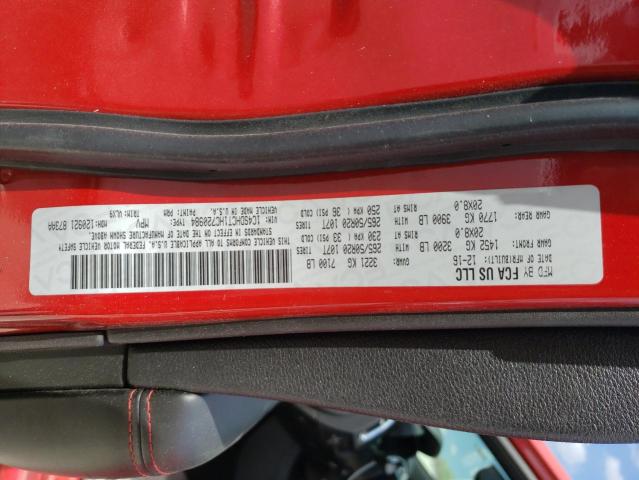 MFD BY FCA US LLC
DATE OF MFR(BUILT): 12-16 GVWR: 3221 KG 7100 LB
GAWR FRONT: 1452 KG 3200 LB 265/50R20 107T TIRES 20X8.0 RIMS AT 230 KPA( 33 PSI) COLD
GAWR REAR: 1770 KG 3900 LB 265/50R20 107T TIRES 20X8.0 RIMS AT 250 KPA( 36 PSI) COLD
THIS VEHICLE CONFORMS TO ALL APPLICABLE FEDERAL MOTOR VEHICLE SAFETY
STANDARDS IN EFFECT ON THE DATE OF MANUFACTURE SHOWN ABOVE.
VIN: 1C4SDHCT1HC720984 TYPE: MPV MDH: 120921 873AA
VEHICLE MADE IN U.S.A. PAINT: PRM TRIM: ULX9